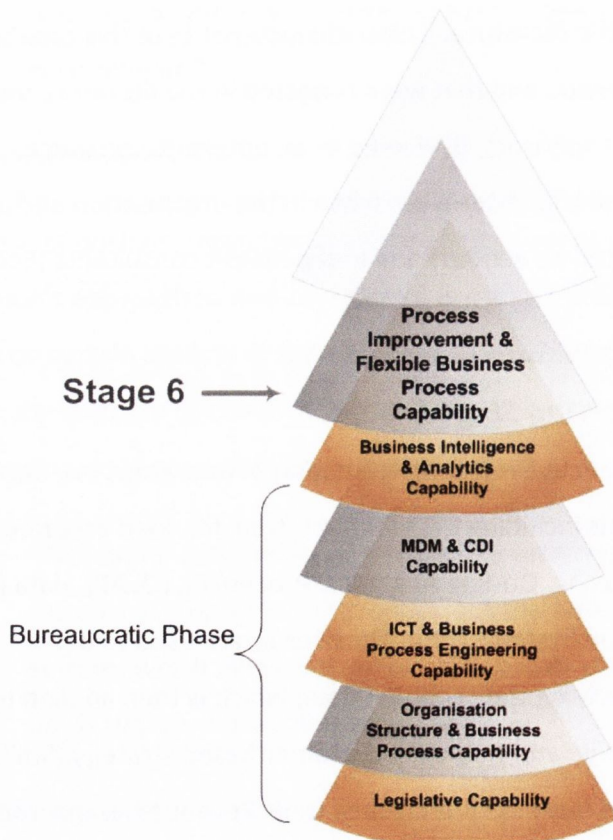 Process
Improvement &
Flexible Business
Process
Capability
Stage 6
Business Intelligence
& Analytics
Capability
MDM & CDI
Capability
Bureaucratic Phase
ICT & Business
Process Engineering
Capability
Organisation
Structure & Business
Process Capability
Legislative Capability